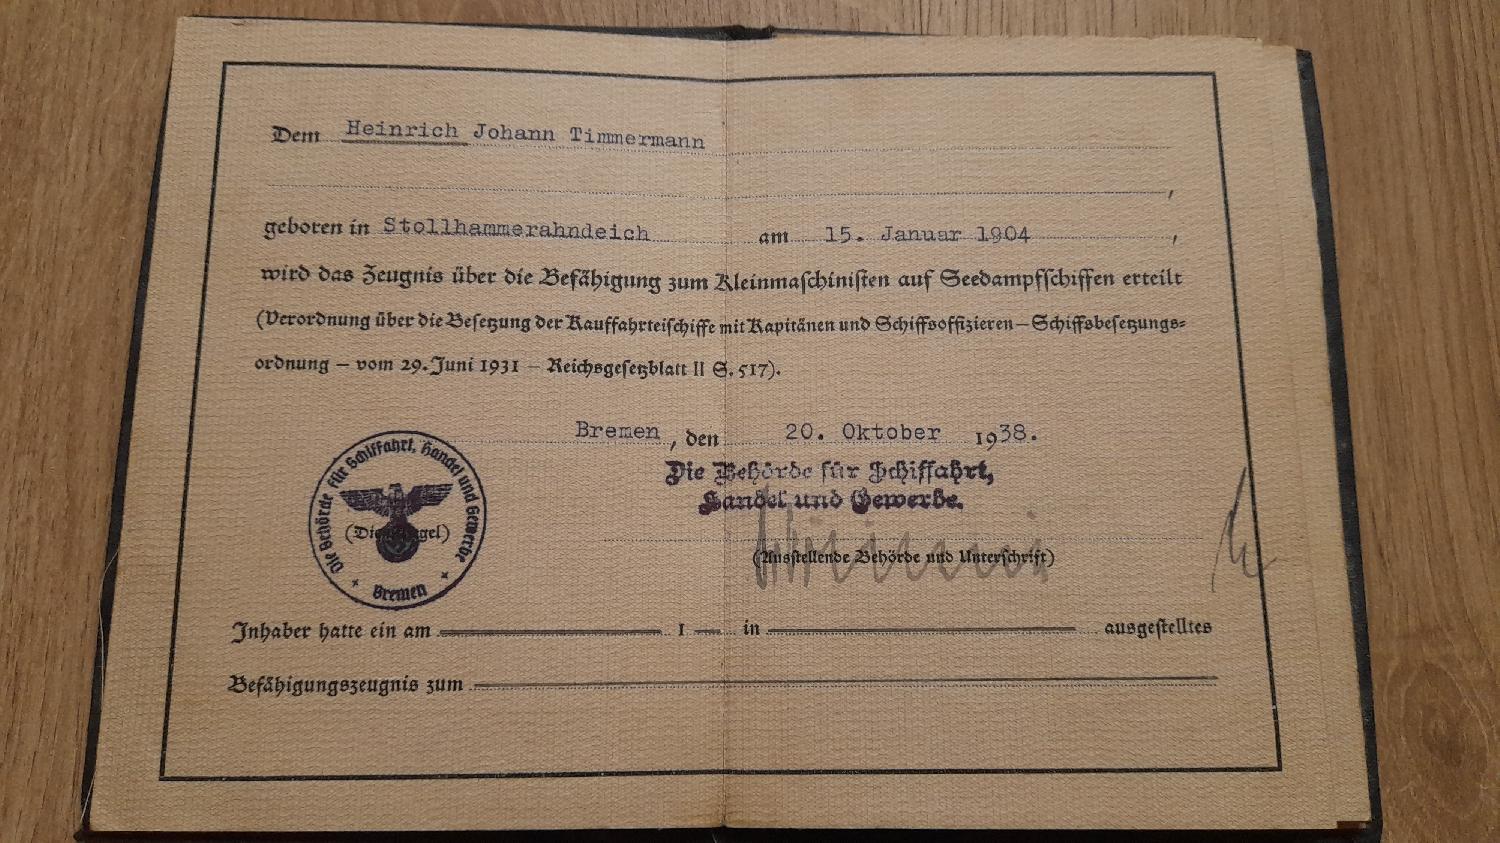 Dem Heinrich Johann Timmermann
,
geboren in Stollhammerahndeich am 15. Januar 1904,
wird das Zeugnis über die Befähigung zum Kleinmaschinisten auf Seedampfschiffen erteilt
(Verordnung über die Besetzung der Kauffahrteischiffe mit Kapitänen und Schiffsoffizieren – Schiffsbesetzungs=
ordnung – vom 29. Juni 1931 – Reichsgesetzblatt II S. 517).
Bremen, den 20. Oktober 1938.
Die Behörde für Schiffahrt,
Handel und Gewerbe.
Die Behörde für Schiffahrt, Handel und Gewerbe
(Dienstsiegel)
Bremen
(Ausstellende Behörde und Unterschrift)
Inhaber hatte ein am 1 in ausgestelltes
Befähigungszeugnis zum